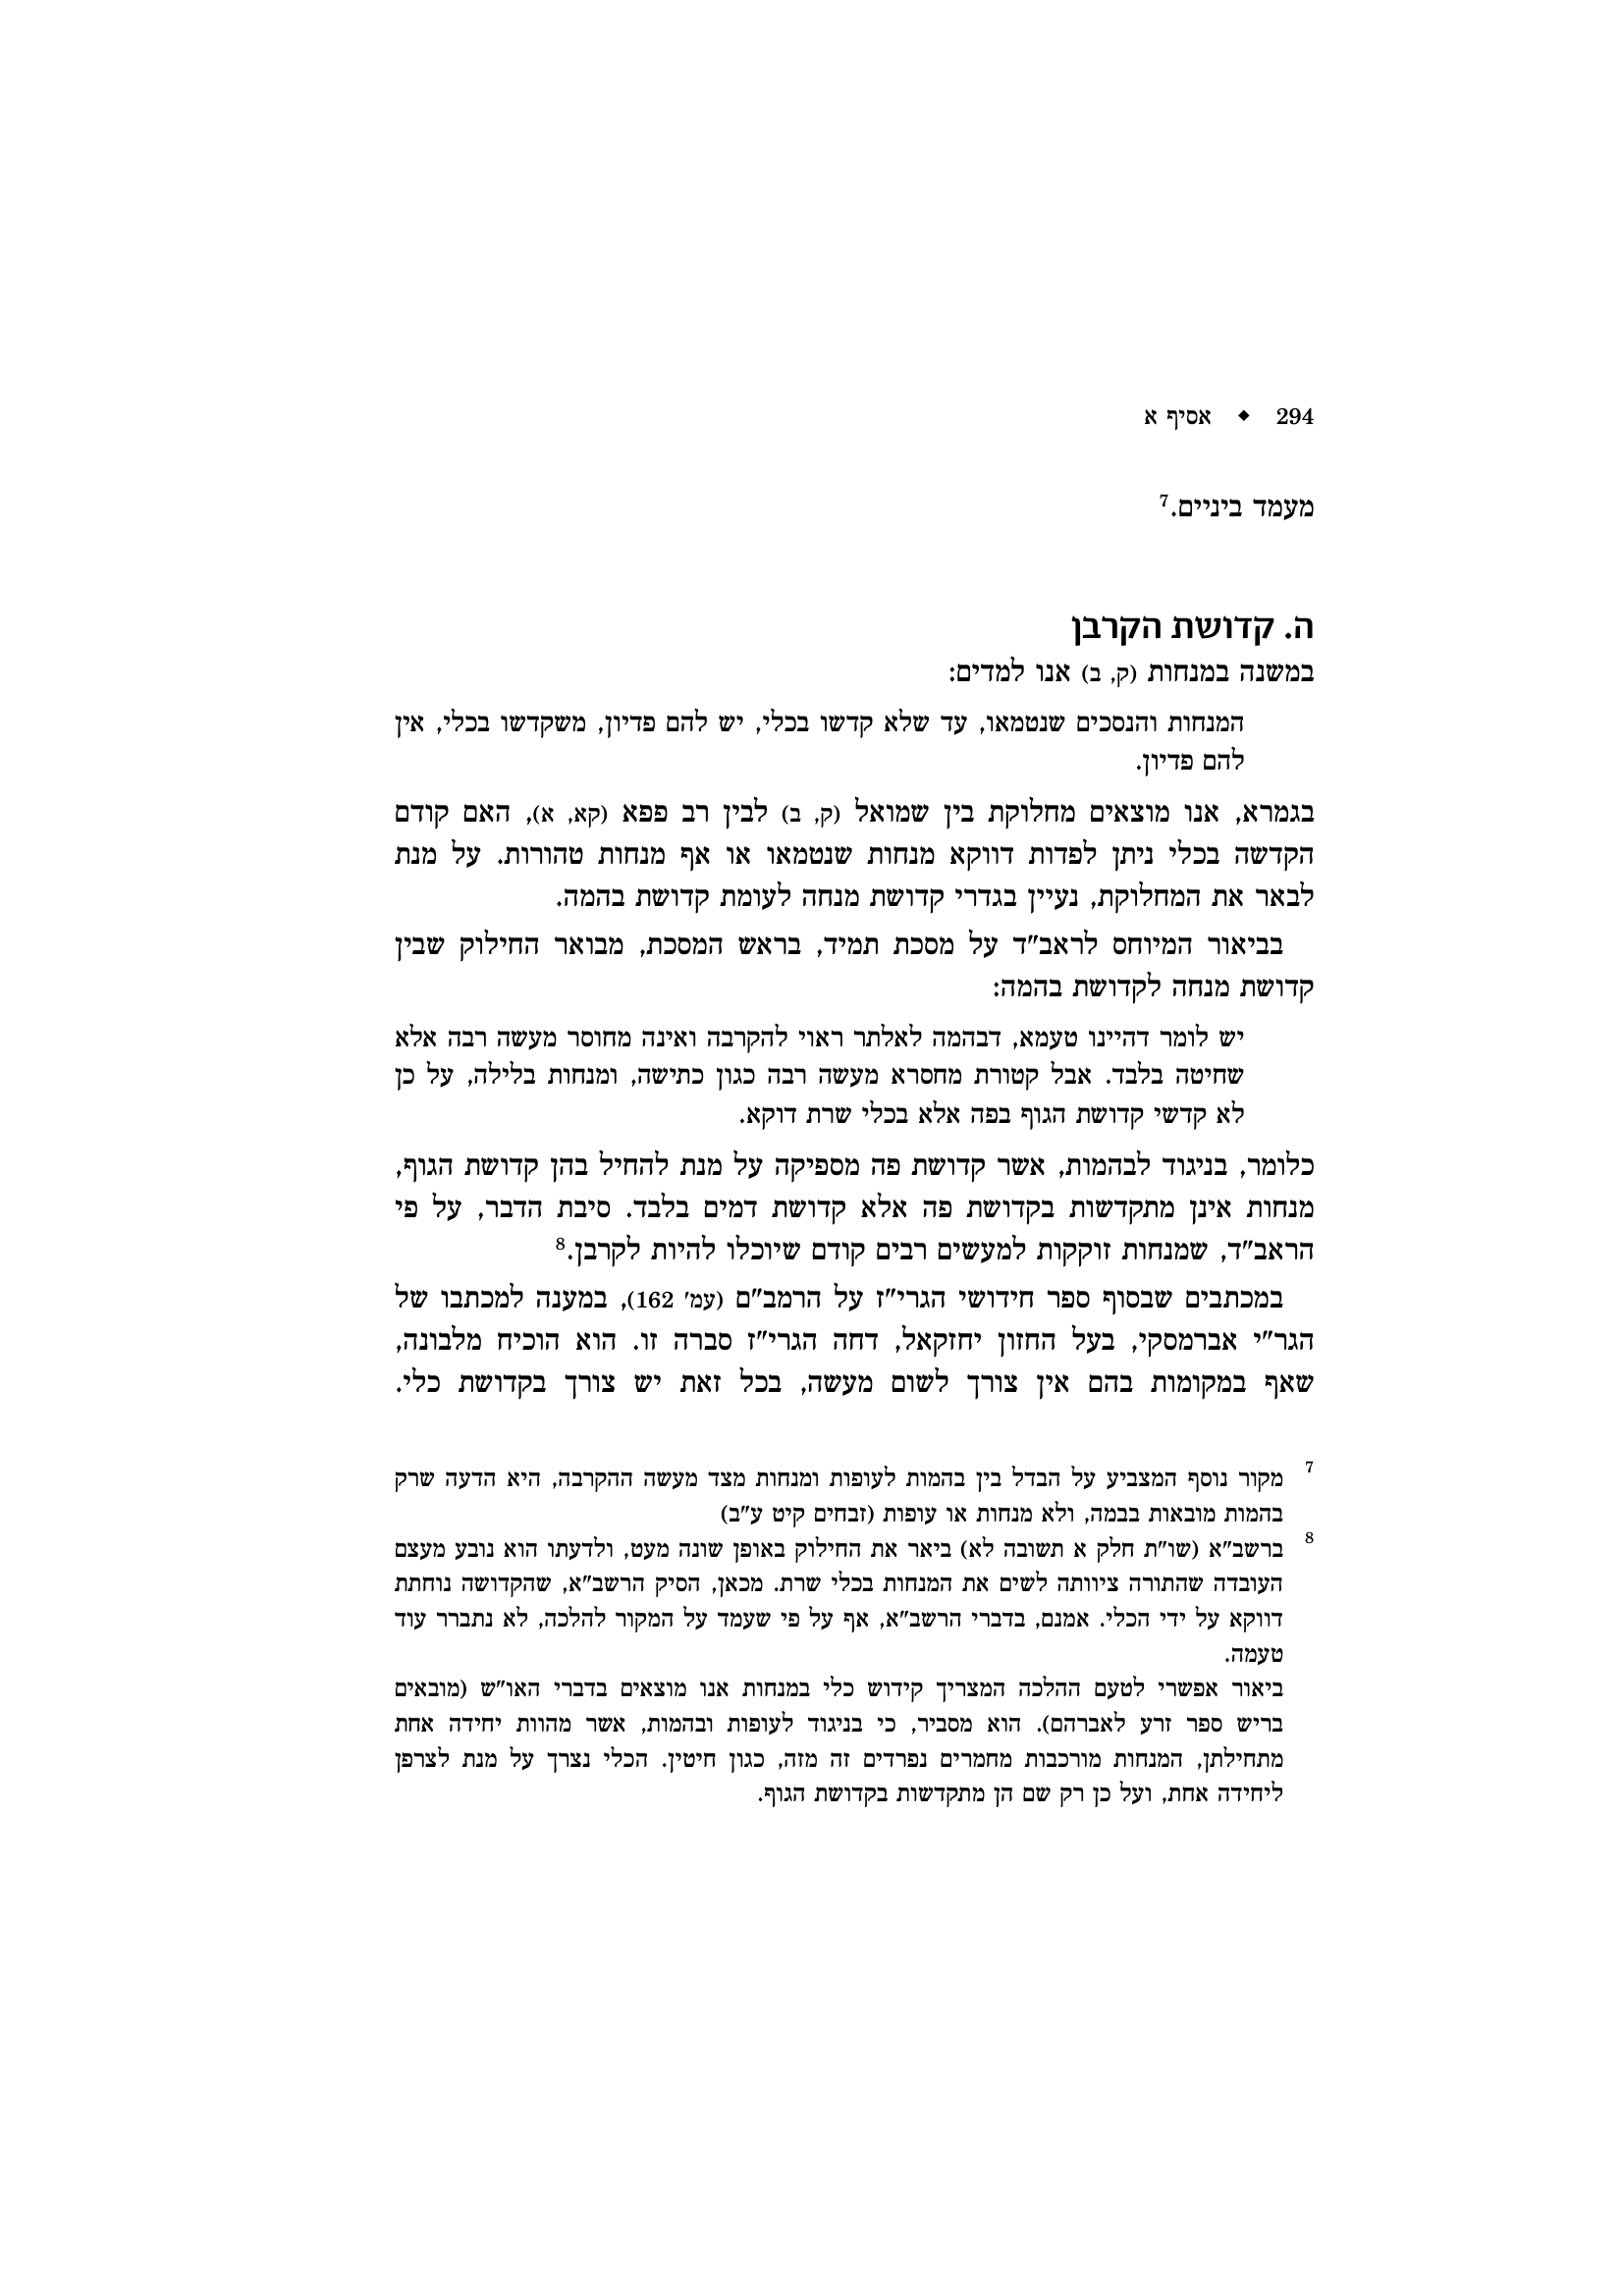 294 ◆ אסיף א
מעמד ביניים.7
ה. קדושת הקרבן
במשנה במנחות (ק, ב) אנו למדים:
המנחות והנסכים שנטמאו, עד שלא קדשו בכלי, יש להם פדיון, משקדשו בכלי, אין
להם פדיון.
בגמרא, אנו מוצאים מחלוקת בין שמואל (ק, ב) לבין רב פפא (קא, א), האם קודם
הקדשה בכלי ניתן לפדות דווקא מנחות שנטמאו או אף מנחות טהורות. על מנת
לבאר את המחלוקת, נעיין בגדרי קדושת מנחה לעומת קדושת בהמה.
בביאור המיוחס לראב"ד על מסכת תמיד, בראש המסכת, מבואר החילוק שבין
קדושת מנחה לקדושת בהמה:
יש לומר דהיינו טעמא, דבהמה לאלתר ראוי להקרבה ואינה מחוסר מעשה רבה אלא
שחיטה בלבד. אבל קטורת מחסרא מעשה רבה כגון כתישה, ומנחות בלילה, על כן
לא קדשי קדושת הגוף בפה אלא בכלי שרת דוקא.
כלומר, בניגוד לבהמות, אשר קדושת פה מספיקה על מנת להחיל בהן קדושת הגוף,
מנחות אינן מתקדשות בקדושת פה אלא קדושת דמים בלבד. סיבת הדבר, על פי
הראב"ד, שמנחות זוקקות למעשים רבים קודם שיוכלו להיות לקרבן.8
במכתבים שבסוף ספר חידושי הגרי"ז על הרמב"ם (עמ' 162), במענה למכתבו של
הגר"י אברמסקי, בעל החזון יחזקאל, דחה הגרי"ז סברה זו. הוא הוכיח מלבונה,
שאף במקומות בהם אין צורך לשום מעשה, בכל זאת יש צורך בקדושת כלי.
7 מקור נוסף המצביע על הבדל בין בהמות לעופות ומנחות מצד מעשה ההקרבה, היא הדעה שרק
בהמות מובאות בבמה, ולא מנחות או עופות (זבחים קיט ע"ב)
8 ברשב"א (שו"ת חלק א תשובה לא) ביאר את החילוק באופן שונה מעט, ולדעתו הוא נובע מעצם
העובדה שהתורה ציוותה לשים את המנחות בכלי שרת. מכאן, הסיק הרשב"א, שהקדושה נוחתת
דווקא על ידי הכלי. אמנם, בדברי הרשב"א, אף על פי שעמד על המקור להלכה, לא נתברר עוד
טעמה.
ביאור אפשרי לטעם ההלכה המצריך קידוש כלי במנחות אנו מוצאים בדברי האו"ש (מובאים
בריש ספר זרע לאברהם). הוא מסביר, כי בניגוד לעופות ובהמות, אשר מהוות יחידה אחת
מתחילתן, המנחות מורכבות מחמרים נפרדים זה מזה, כגון חיטין. הכלי נצרך על מנת לצרפן
ליחידה אחת, ועל כן רק שם הן מתקדשות בקדושת הגוף.